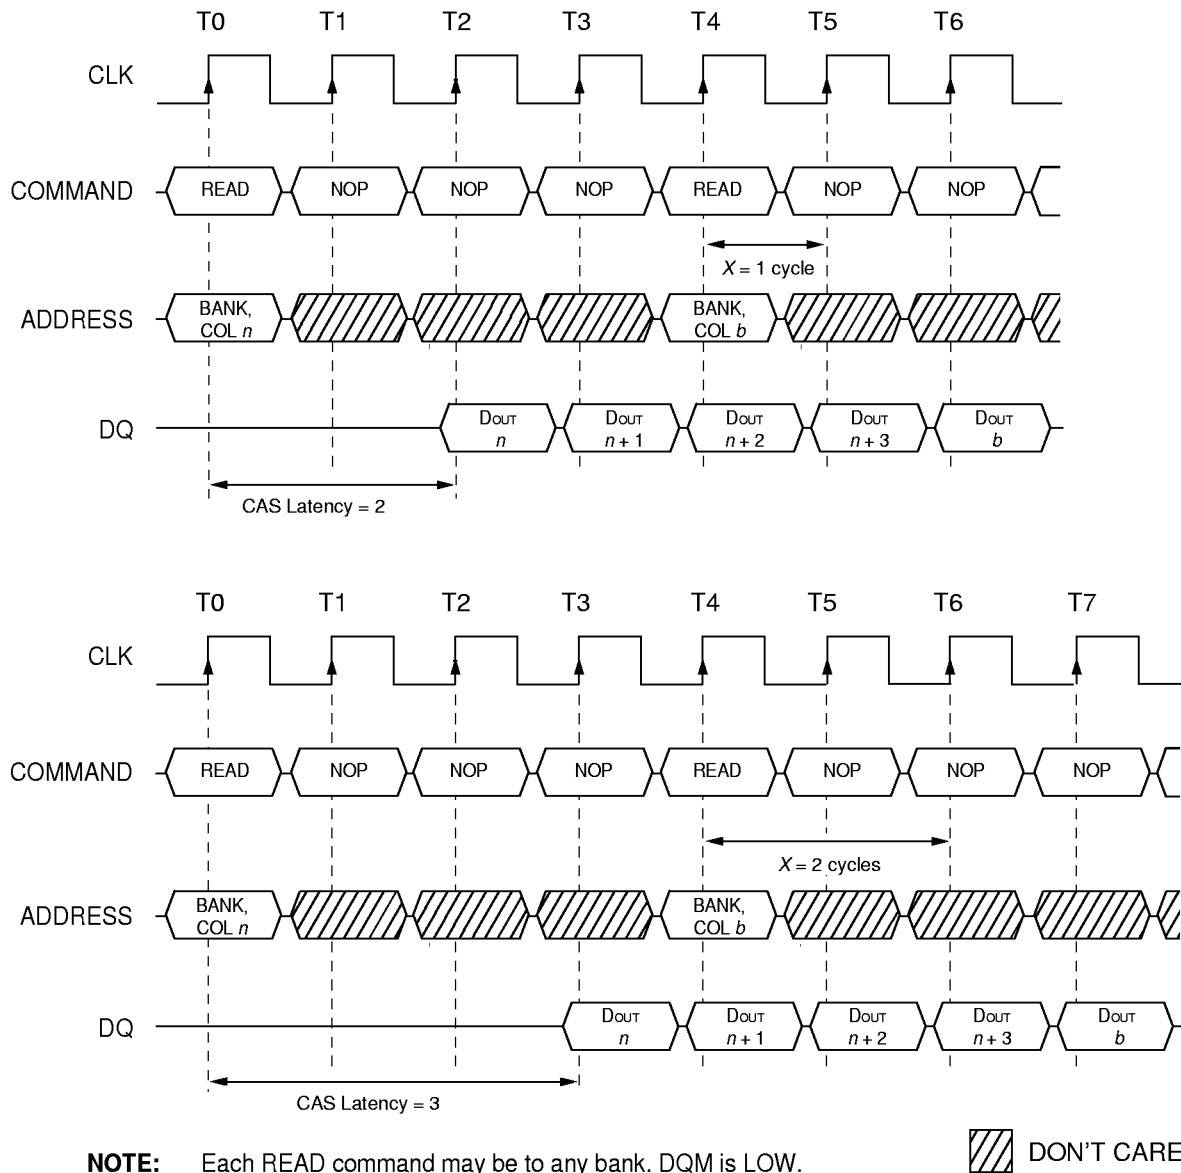 T0 T1 T2 T3 T4 T5 T6
CLK
COMMAND READ NOP NOP NOP READ NOP NOP
X = 1 cycle
ADDRESS BANK, COL n BANK, COL b
DQ DOUT n DOUT n + 1 DOUT n + 2 DOUT n + 3 DOUT b
CAS Latency = 2
T0 T1 T2 T3 T4 T5 T6 T7
CLK
COMMAND READ NOP NOP NOP READ NOP NOP NOP
X = 2 cycles
ADDRESS BANK, COL n BANK, COL b
DQ DOUT n DOUT n + 1 DOUT n + 2 DOUT n + 3 DOUT b
CAS Latency = 3
DON'T CARE
NOTE: Each READ command may be to any bank. DQM is LOW.